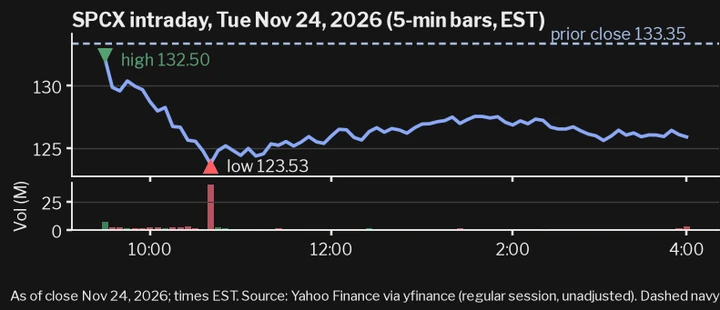 SPCX intraday, Tue Nov 24, 2026 (5-min bars, EST)
prior close 133.35
high 132.50
130
125
low 123.53
Vol (M)
25
0
10:00 12:00 2:00 4:00
As of close Nov 24, 2026; times EST. Source: Yahoo Finance via yfinance (regular session, unadjusted). Dashed navy